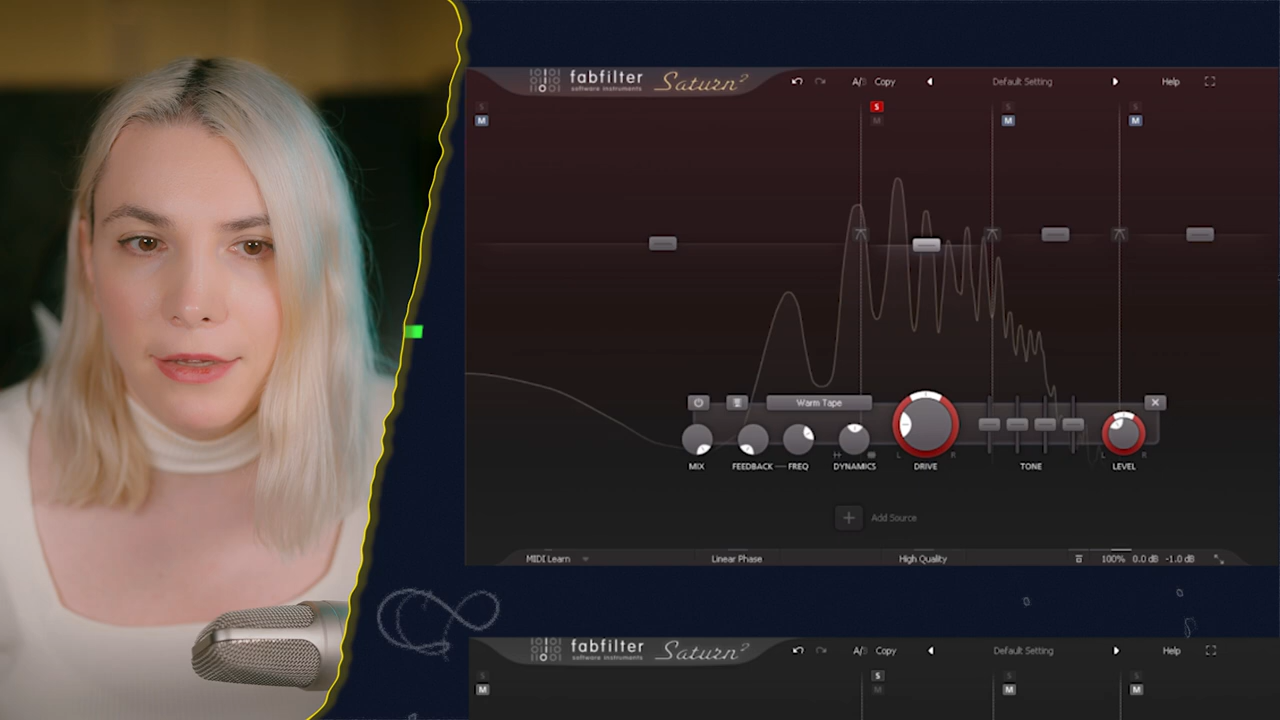 fabfilter Saturn2 A/B Copy Default Setting Help
software instruments
S S S S
M M M M
Warm Tape
L R L R
MIX FEEDBACK FREQ DYNAMICS DRIVE TONE LEVEL
+ Add Source
MIDI Learn Linear Phase High Quality 100% 0.0 dB -1.0 dB
fabfilter Saturn2 A/B Copy Default Setting Help
software instruments
S S S S
M M M M